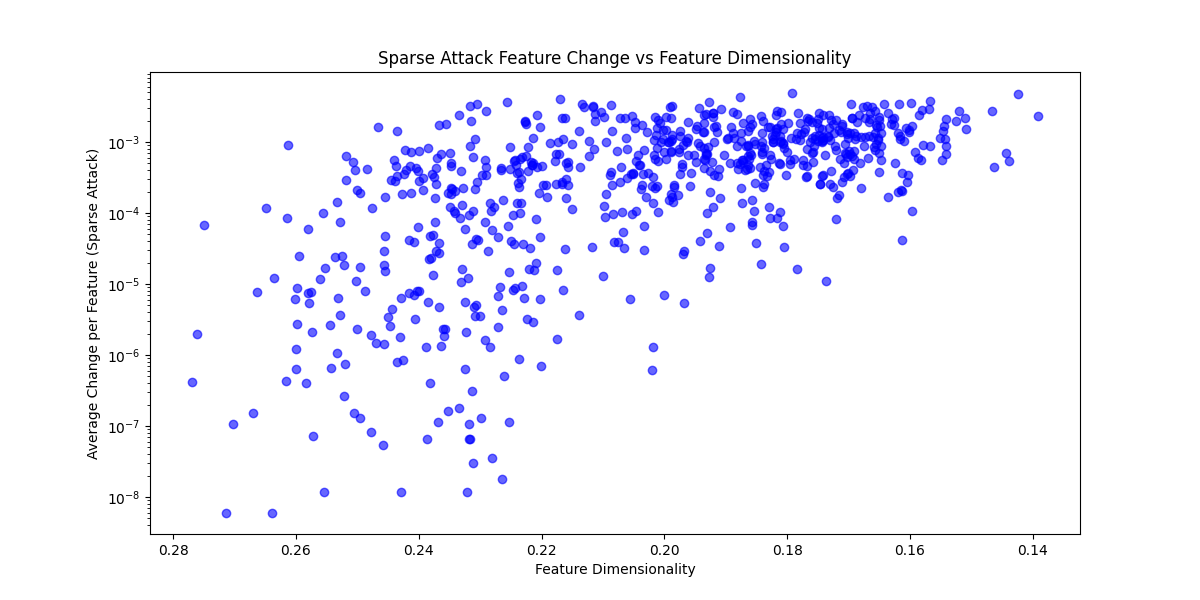 Sparse Attack Feature Change vs Feature Dimensionality
Average Change per Feature (Sparse Attack)
10⁻³
10⁻⁴
10⁻⁵
10⁻⁶
10⁻⁷
10⁻⁸
0.28 0.26 0.24 0.22 0.20 0.18 0.16 0.14
Feature Dimensionality